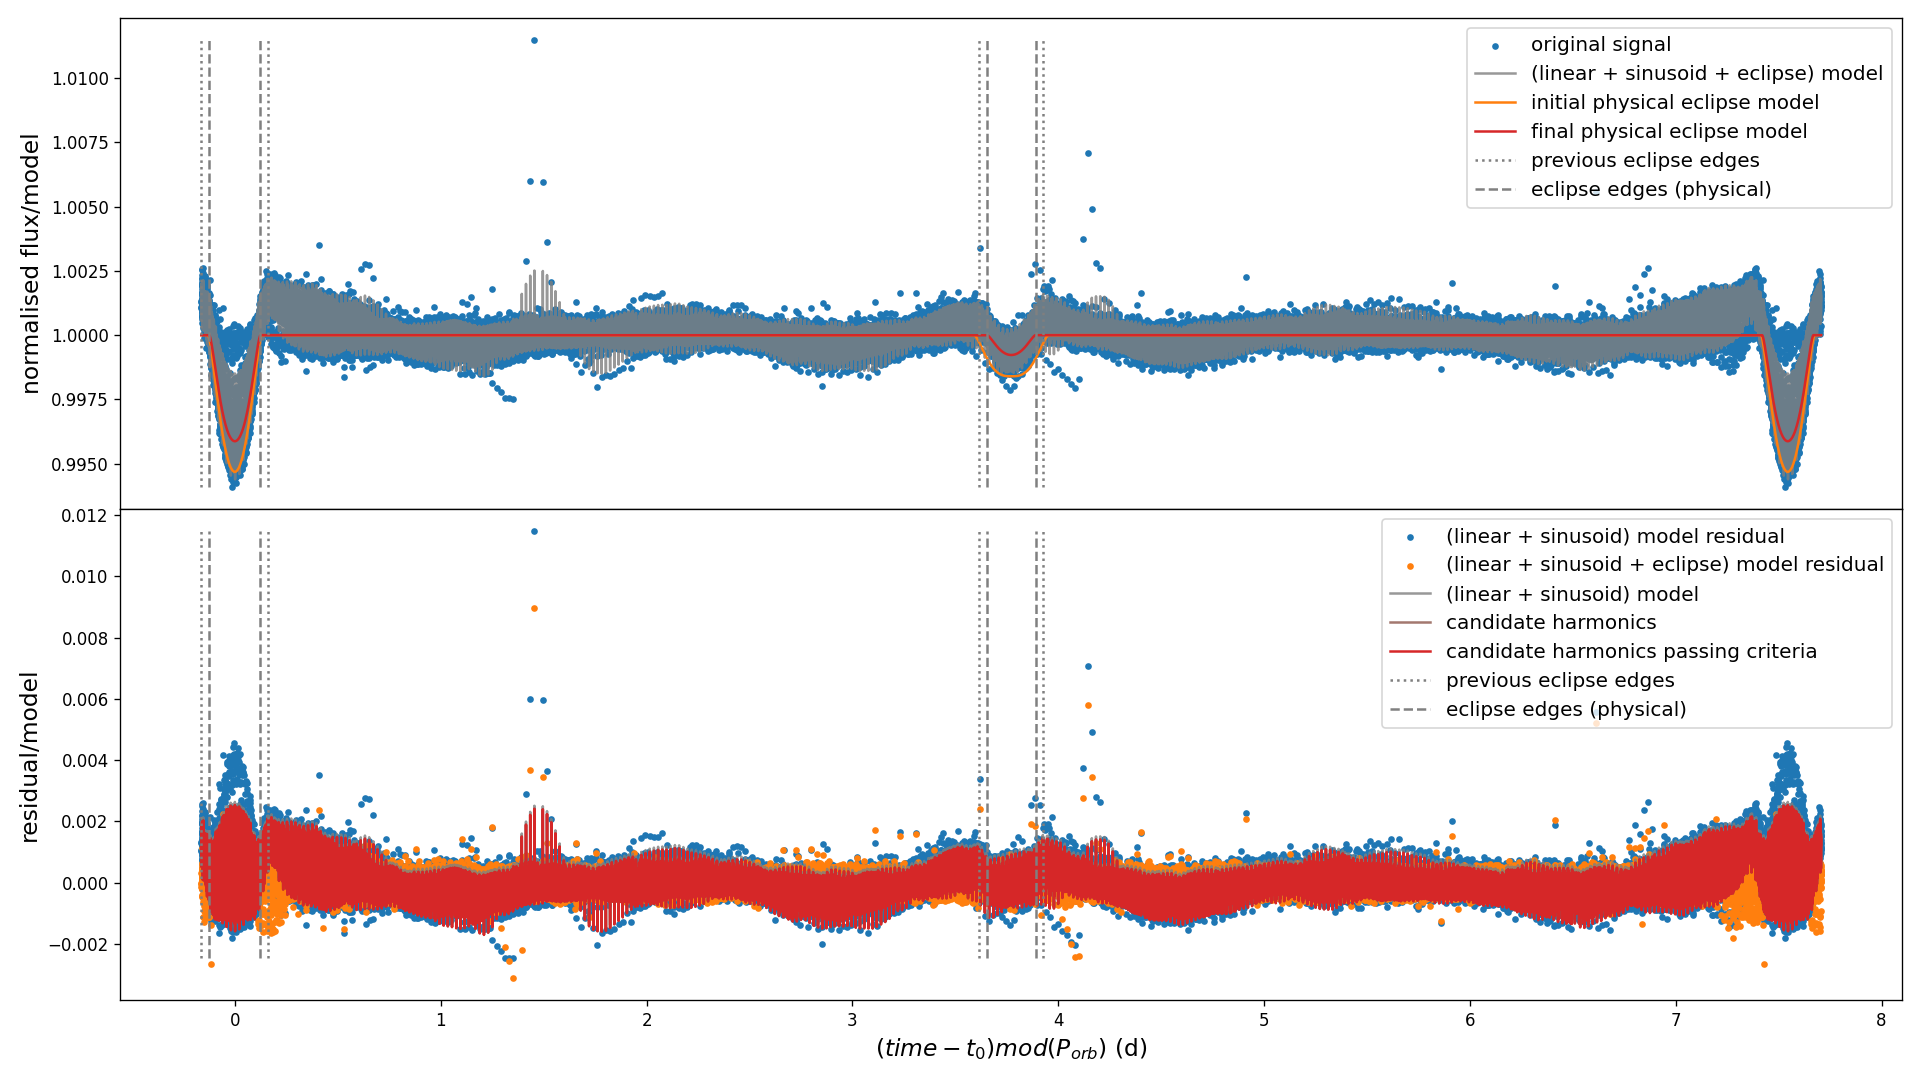 normalised flux/model
1.0100
1.0075
1.0050
1.0025
1.0000
0.9975
0.9950
original signal
(linear + sinusoid + eclipse) model
initial physical eclipse model
final physical eclipse model
previous eclipse edges
eclipse edges (physical)
residual/model
0.012
0.010
0.008
0.006
0.004
0.002
0.000
−0.002
(linear + sinusoid) model residual
(linear + sinusoid + eclipse) model residual
(linear + sinusoid) model
candidate harmonics
candidate harmonics passing criteria
previous eclipse edges
eclipse edges (physical)
0 1 2 3 4 5 6 7 8
(time − t₀)mod(Pₒᵣb) (d)